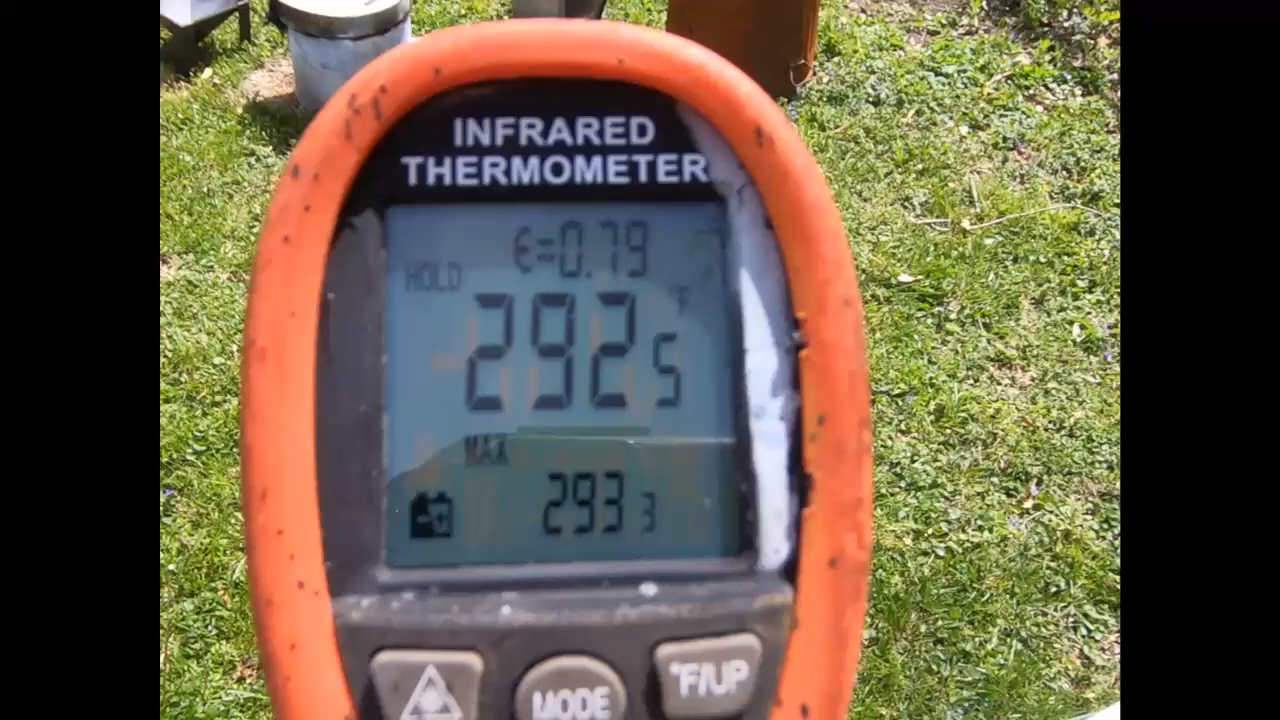 INFRARED
THERMOMETER
ε=0.79
HOLD
°F
292.5
MAX
293.3
MODE
°F/UP